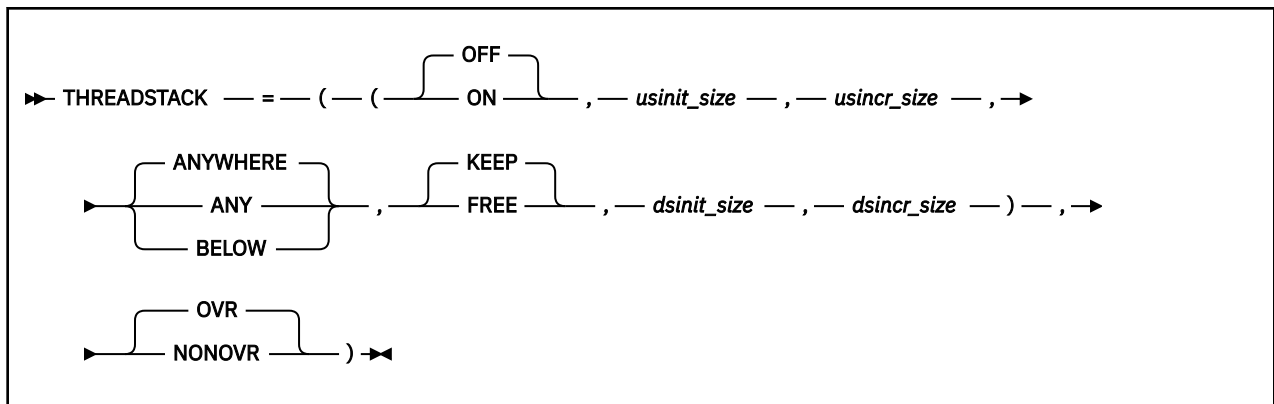 OFF
THREADSTACK = ( ( ON , usinit_size , usincr_size ,
ANYWHERE KEEP
ANY , FREE , dsinit_size , dsincr_size ) ,
BELOW
OVR
NONOVR )